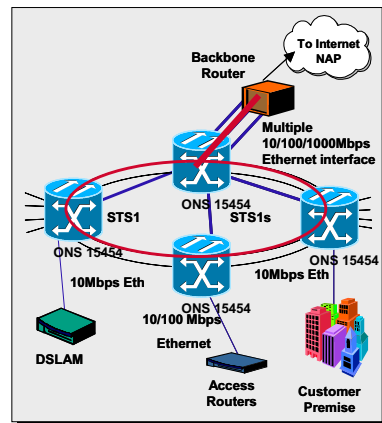 To Internet
NAP
Backbone
Router
Multiple
10/100/1000Mbps
Ethernet interface
STS1
ONS 15454
STS1s
ONS 15454
ONS 15454
10Mbps Eth
ONS 15454
10Mbps Eth
10/100 Mbps
Ethernet
DSLAM
Access
Routers
Customer
Premise